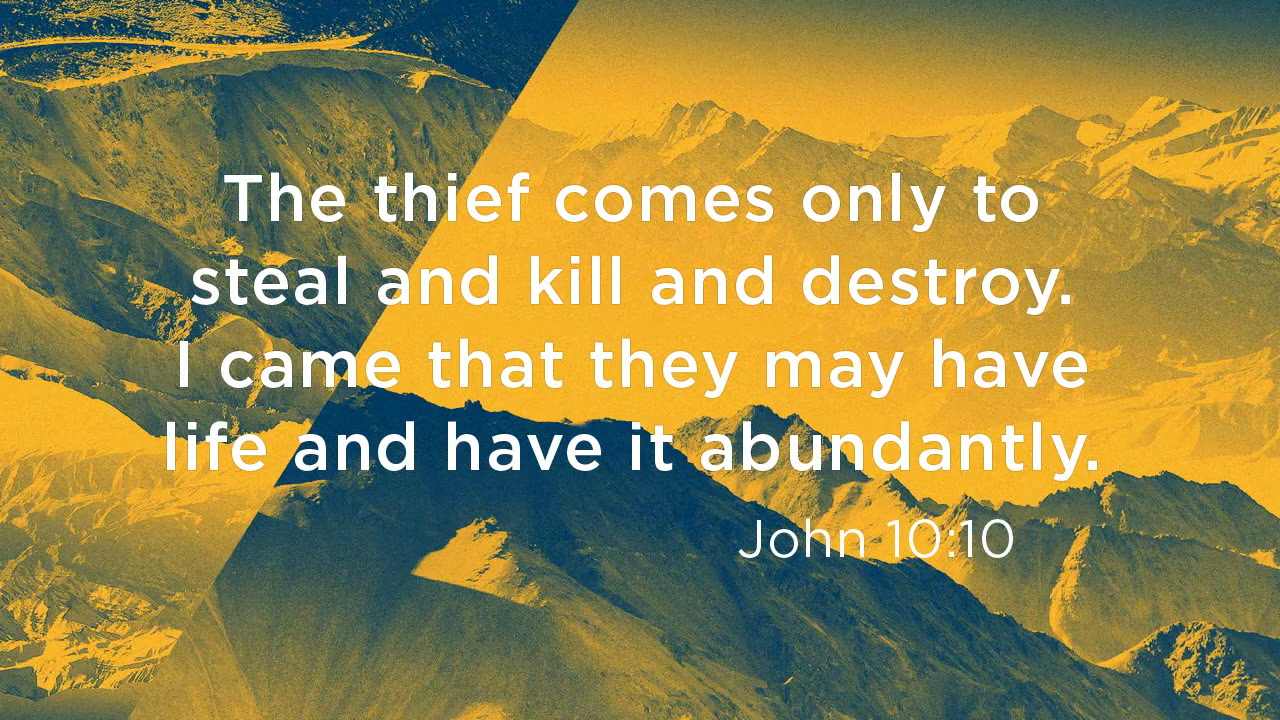 The thief comes only to
steal and kill and destroy.
I came that they may have
life and have it abundantly.
John 10:10